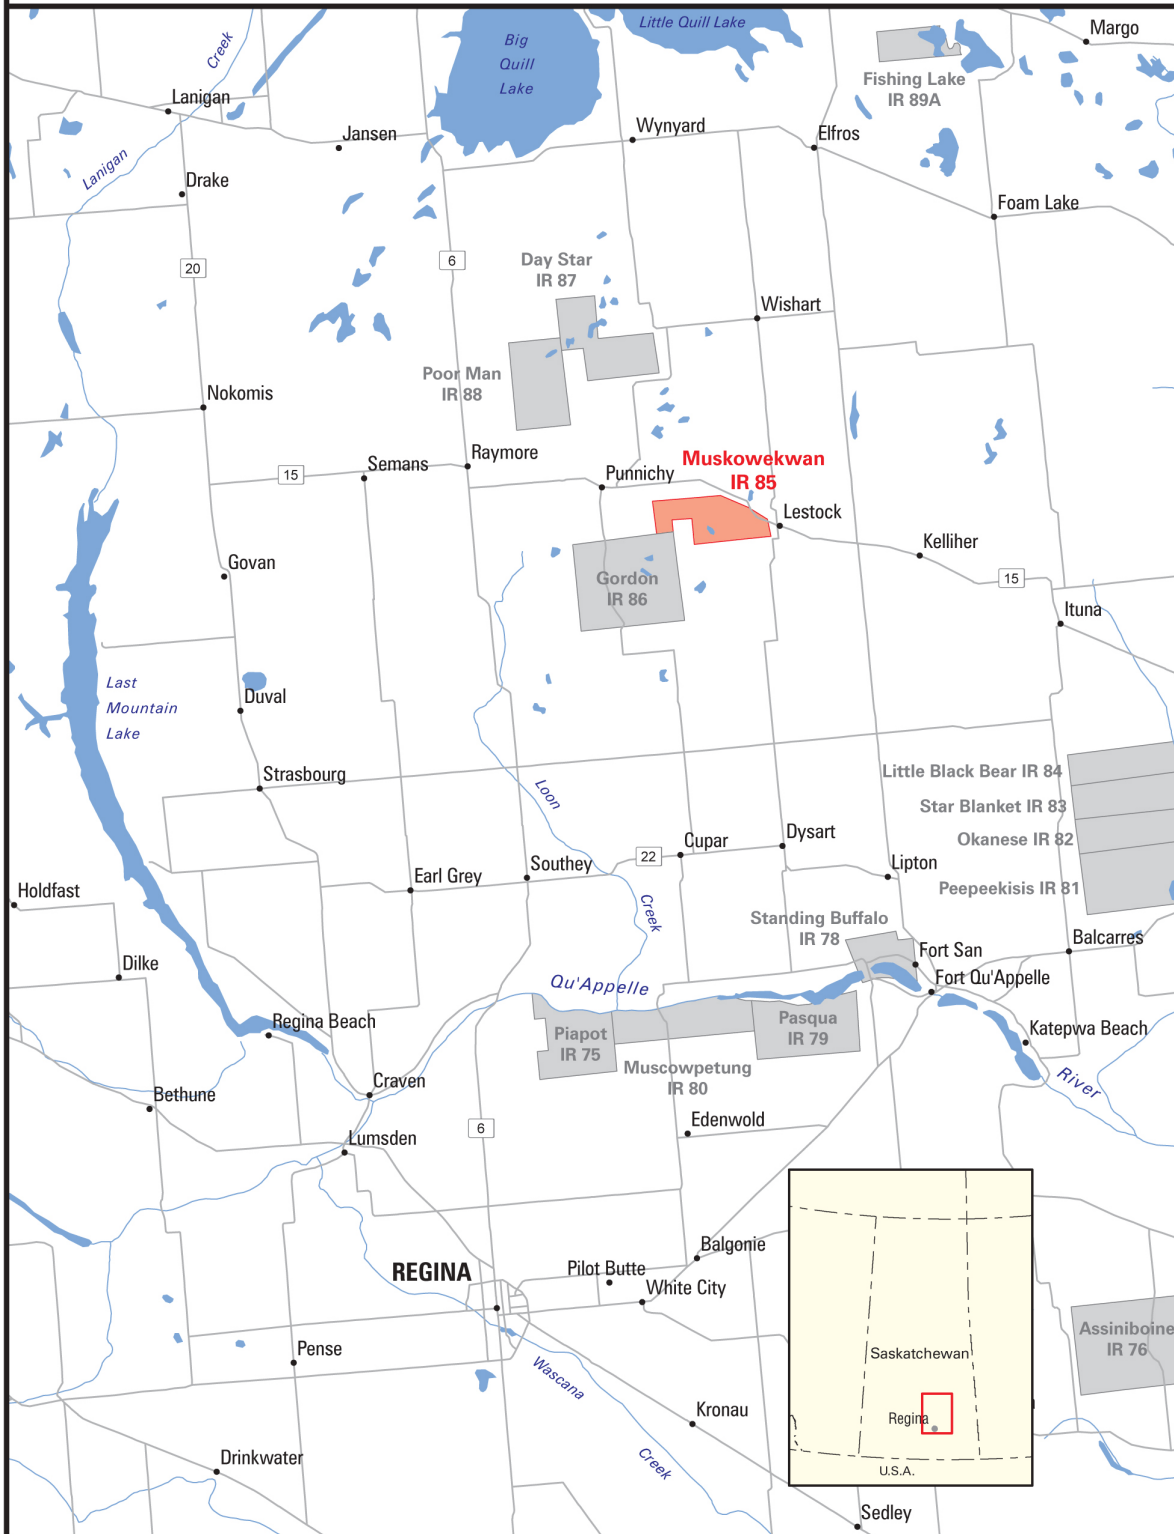 Little Quill Lake
Margo
Creek
Big
Quill
Lake
Fishing Lake
IR 89A
Lanigan
Jansen
Wynyard
Elfros
Lanigan
Drake
Foam Lake
20
6
Day Star
IR 87
Wishart
Poor Man
IR 88
Nokomis
Raymore
Semans
15
Punnichy
Muskowekwan
IR 85
Lestock
Kelliher
15
Govan
Gordon
IR 86
Ituna
Last
Mountain
Lake
Duval
Strasbourg
Loon
Little Black Bear IR 84
Star Blanket IR 83
Okanese IR 82
Peepeekisis IR 81
Cupar
Dysart
22
Southey
Lipton
Earl Grey
Holdfast
Creek
Standing Buffalo
IR 78
Fort San
Balcarres
Dilke
Qu'Appelle
Fort Qu'Appelle
Regina Beach
Piapot
IR 75
Pasqua
IR 79
Katepwa Beach
Muscowpetung
IR 80
River
Craven
Bethune
Edenwold
6
Lumsden
Balgonie
REGINA
Pilot Butte
White City
Assiniboine
IR 76
Pense
Wascana
Saskatchewan
Regina
U.S.A.
Kronau
Creek
Drinkwater
Sedley